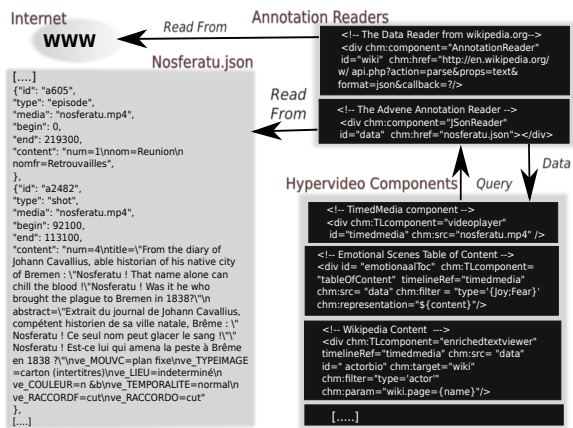 Internet
WWW
Read From
Annotation Readers
<!-- The Data Reader from wikipedia.org-->
<div chm:component="AnnotationReader"
id="wiki" chm:href="http://en.wikipedia.org/
w/ api.php?action=parse&props=text&
format=json&callback=?/>
<!-- The Advene Annotation Reader -->
<div chm:component="JSonReader"
id="data" chm:href="nosferatu.json"></div>
Read
From
Nosferatu.json
[....]
{"id": "a605",
"type": "episode",
"media": "nosferatu.mp4",
"begin": 0,
"end": 219300,
"content": "num=1\nnom=Reunion\n
nomfr=Retrouvailles",
},
{"id": "a2482",
"type": "shot",
"media": "nosferatu.mp4",
"begin": 92100,
"end": 113100,
"content": "num=4\ntitle=\"From the diary of
Johann Cavallius, able historian of his native city
of Bremen : \"Nosferatu ! That name alone can
chill the blood !\"Nosferatu ! Was it he who
brought the plague to Bremen in 1838?\"\n
abstract=\"Extrait du journal de Johann Cavallius,
compétent historien de sa ville natale, Brême : \"
Nosferatu ! Ce seul nom peut glacer le sang !\"\"
Nosferatu ! Est-ce lui qui amena la peste à Brême
en 1838 ?\"\nve_MOUVC=plan fixe\nve_TYPEIMAGE
=carton (intertitres)\nve_LIEU=indeterminé\n
ve_COULEUR=n &b\nve_TEMPORALITE=normal\n
ve_RACCORDF=cut\nve_RACCORDO=cut"
},
[....]
Data
Query
Hypervideo Components
<!-- TimedMedia component -->
<div chm:TLcomponent="videoplayer"
id="timedmedia" chm:src="nosferatu.mp4" />
<!-- Emotional Scenes Table of Content -->
<div id= "emotionaalToc" chm:TLcomponent=
"tableOfContent" timelineRef="timedmedia"
chm:src= "data" chm:filter = "type='{Joy;Fear}'
chm:representation="${content}"/>
<!-- Wikipedia Content --->
<div chm:TLcomponent="enrichedtextviewer"
timelineRef="timedmedia" chm:src= "data"
id=" actorbio" chm:target="wiki"
chm:filter="type='actor'"
chm:param="wiki.page={name}"/>
[.....]